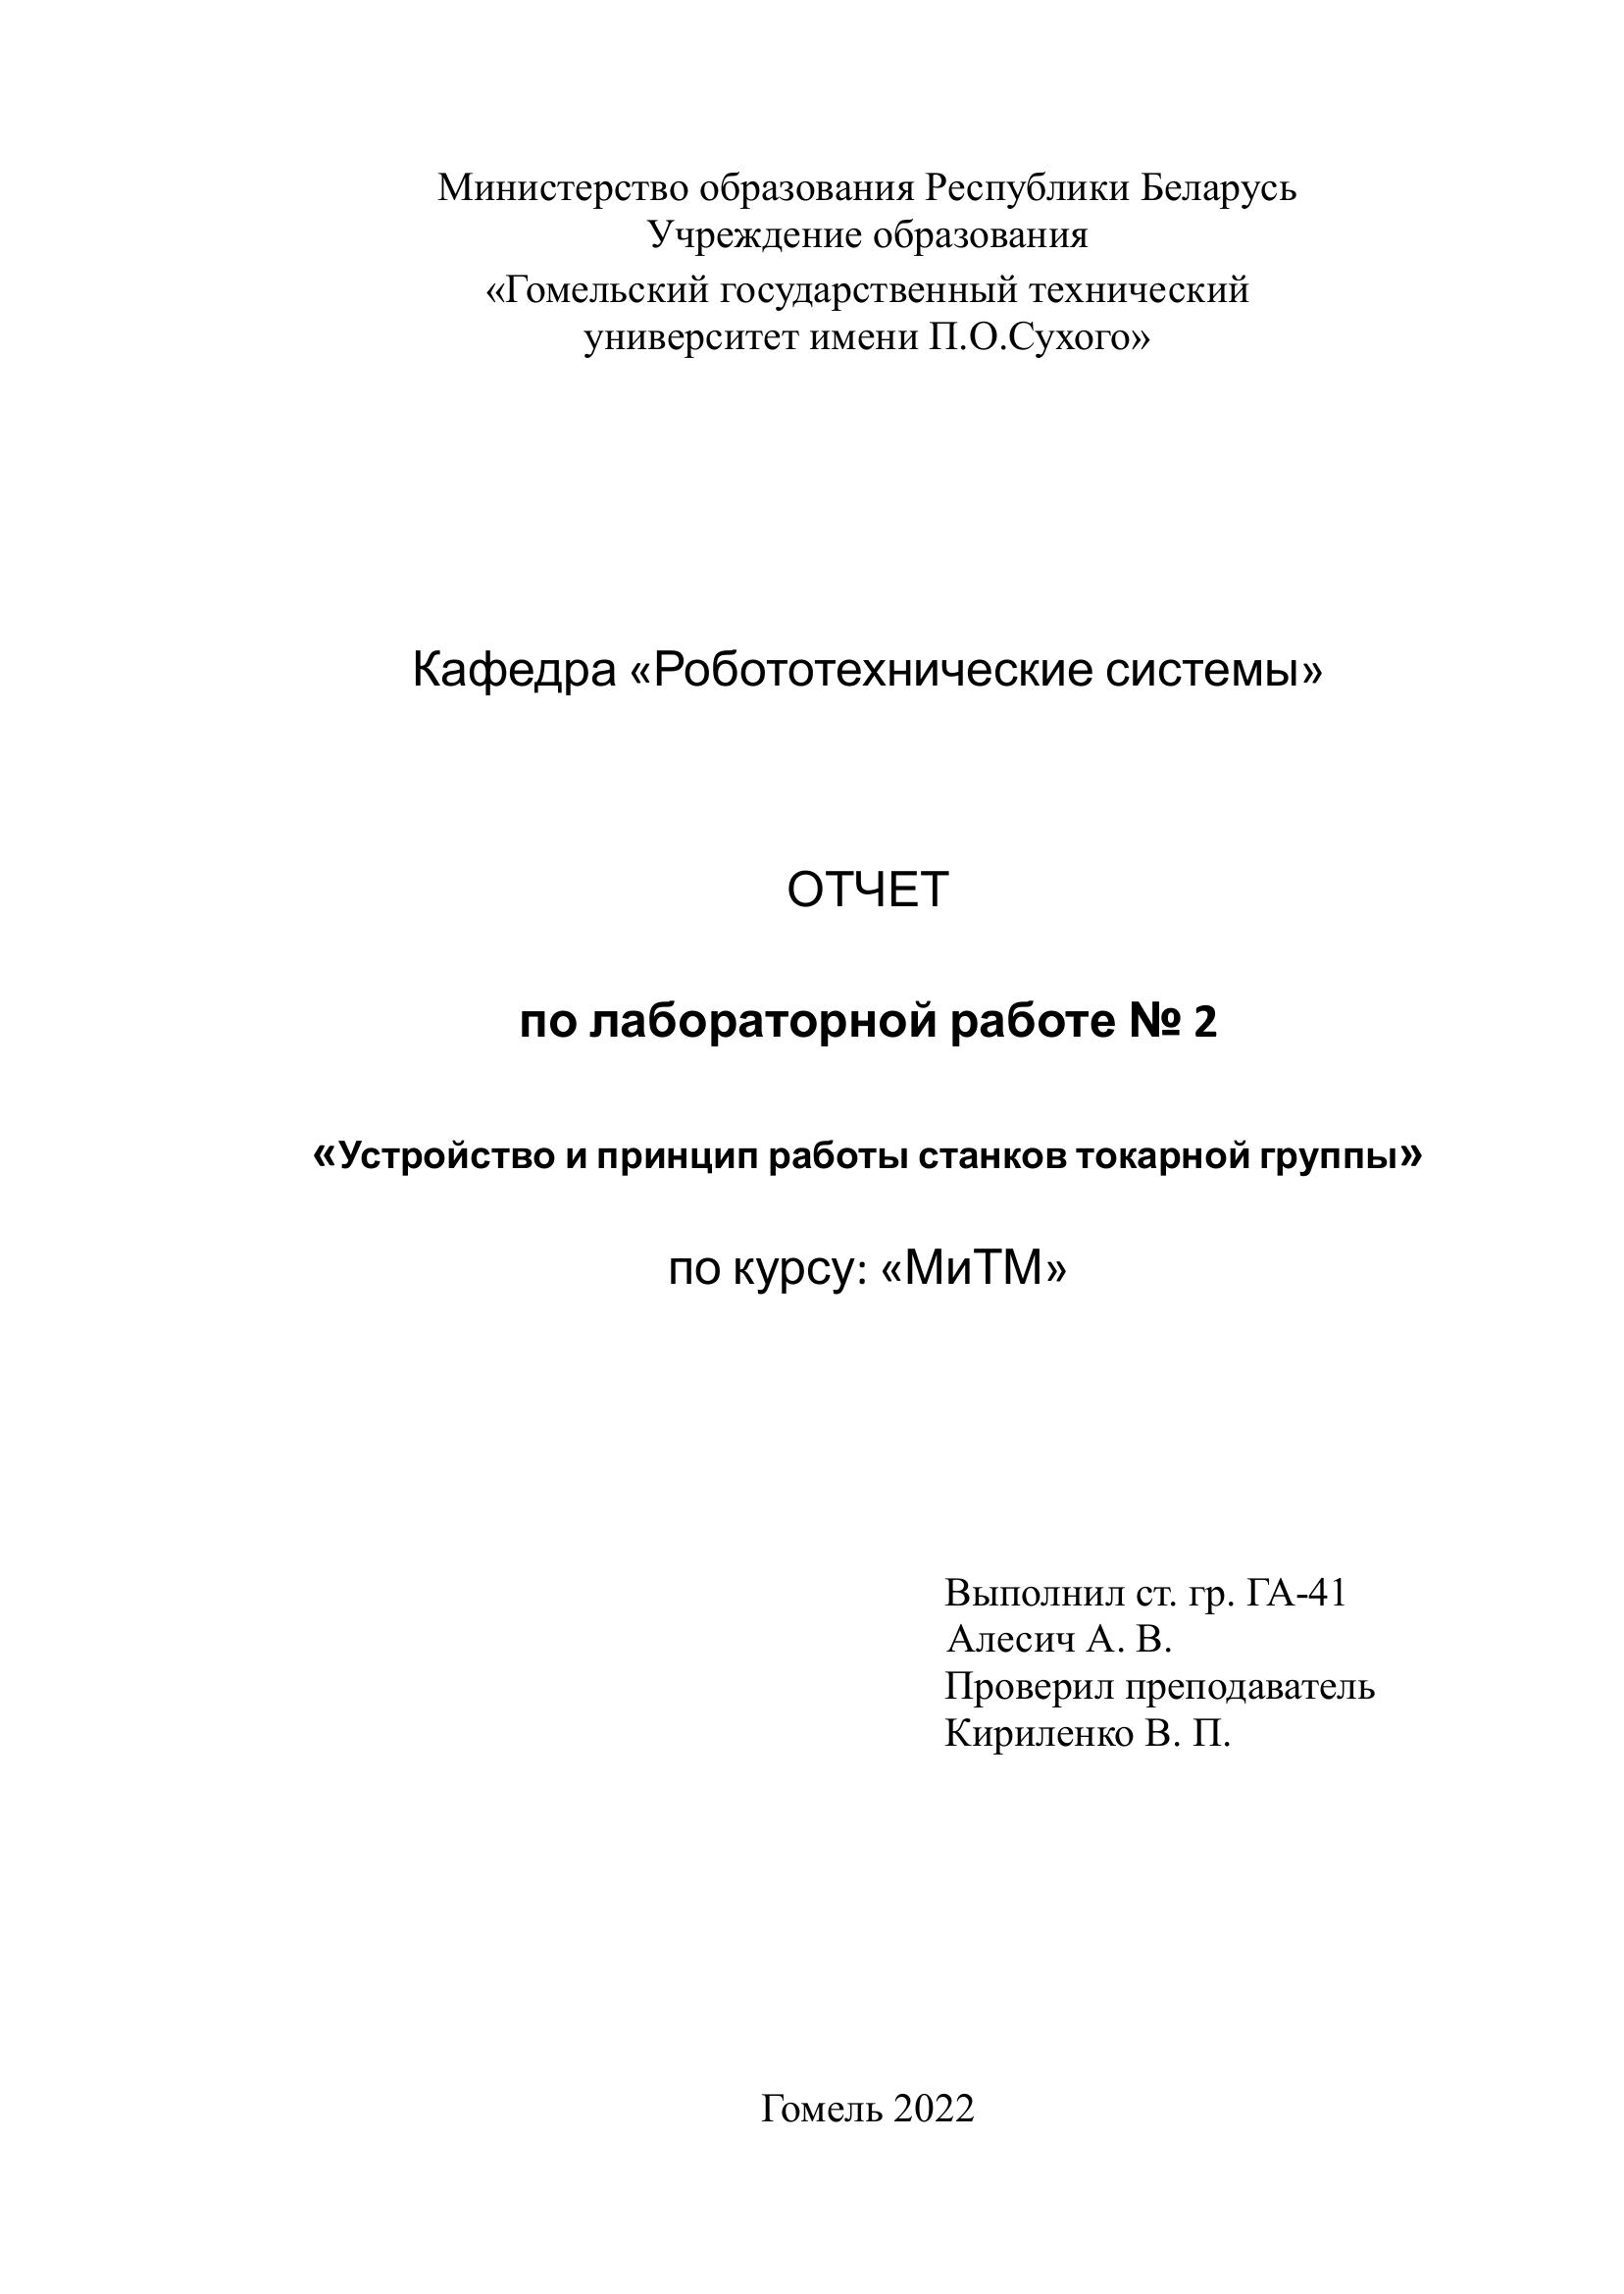 Министерство образования Республики Беларусь
Учреждение образования
«Гомельский государственный технический
университет имени П.О.Сухого»
Кафедра «Робототехнические системы»
ОТЧЕТ
по лабораторной работе № 2
«Устройство и принцип работы станков токарной группы»
по курсу: «МиТМ»
Выполнил ст. гр. ГА-41
Алесич А. В.
Проверил преподаватель
Кириленко В. П.
Гомель 2022